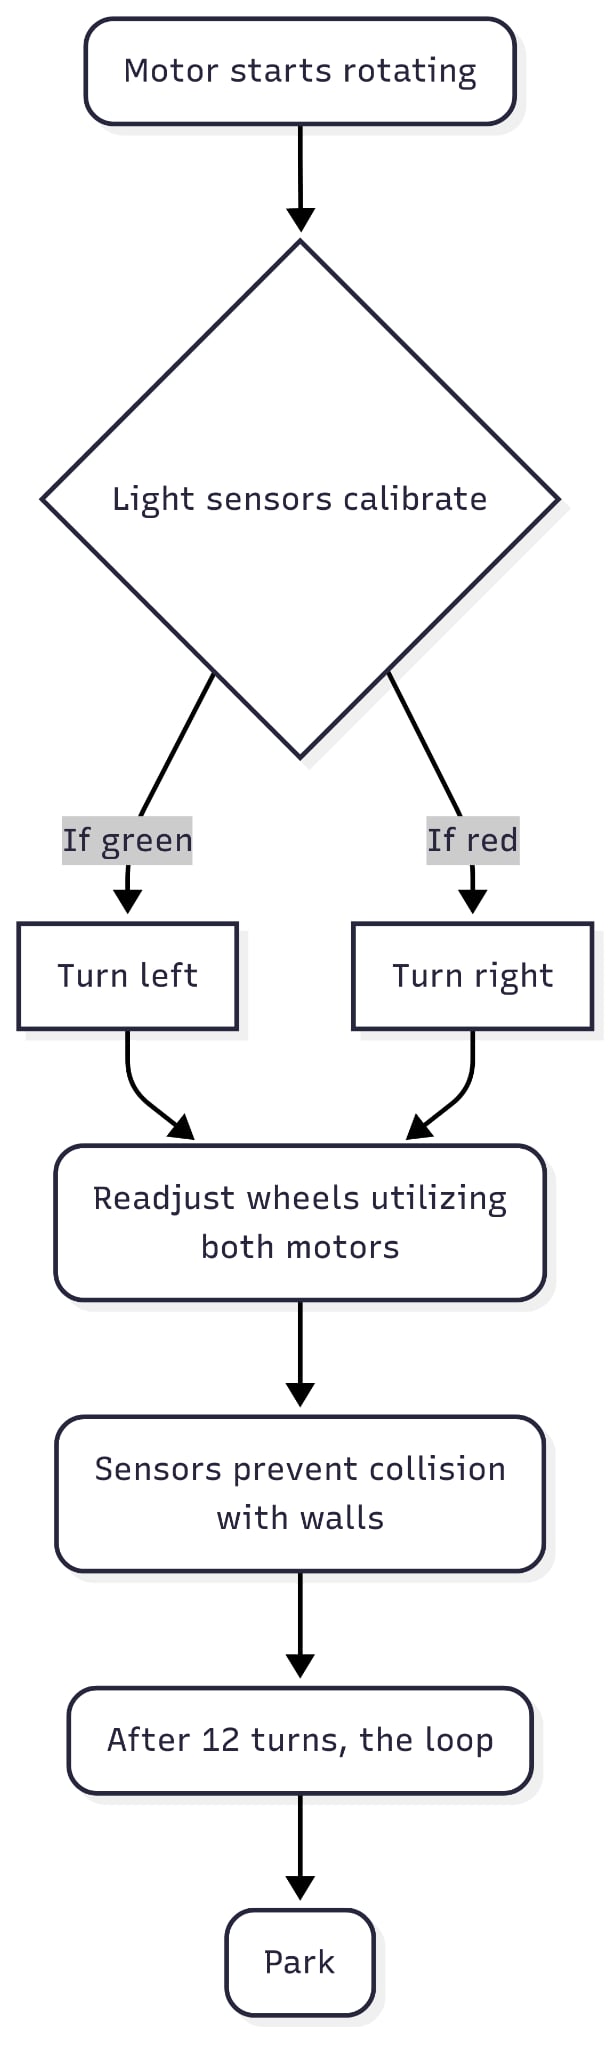 Motor starts rotating
Light sensors calibrate
If green
If red
Turn left
Turn right
Readjust wheels utilizing
both motors
Sensors prevent collision
with walls
After 12 turns, the loop
Park